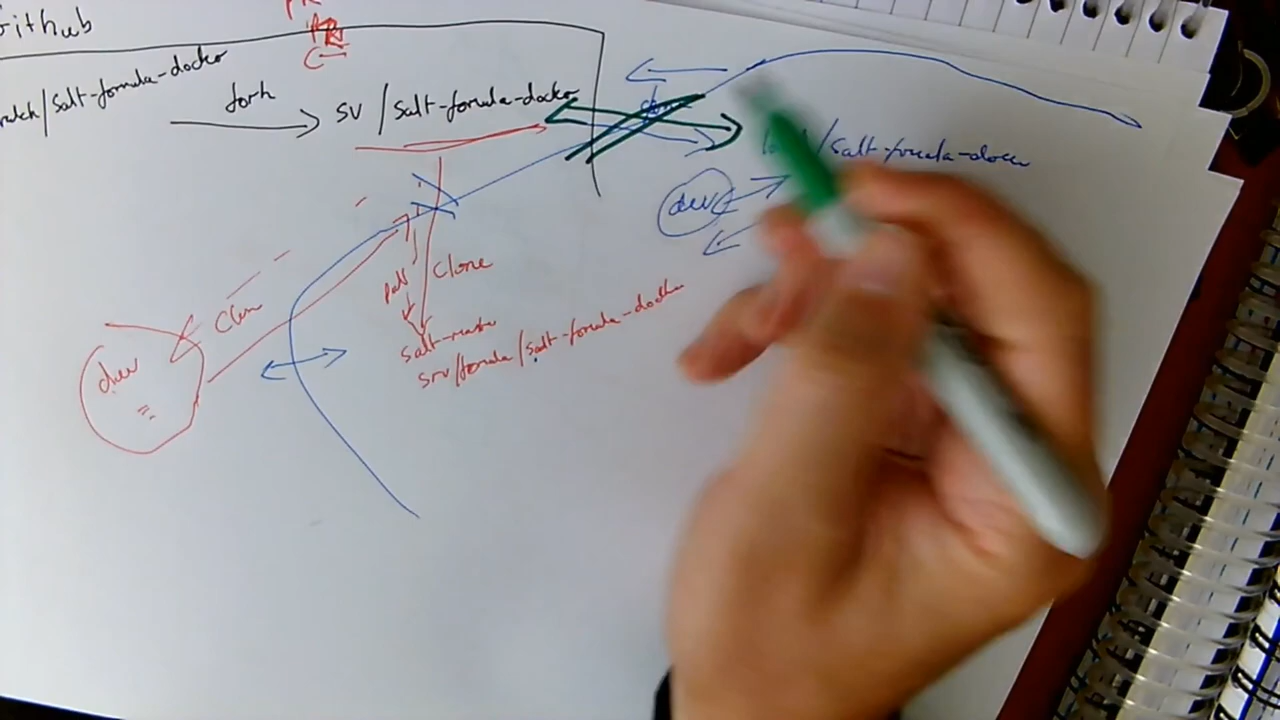 Github
PR
/salt-formula-docker
fork
sv / salt-formula-docker
/salt-formula-docker
dev
clone
pull
clone
dev
salt-master
srv/formula/salt-formula-docker